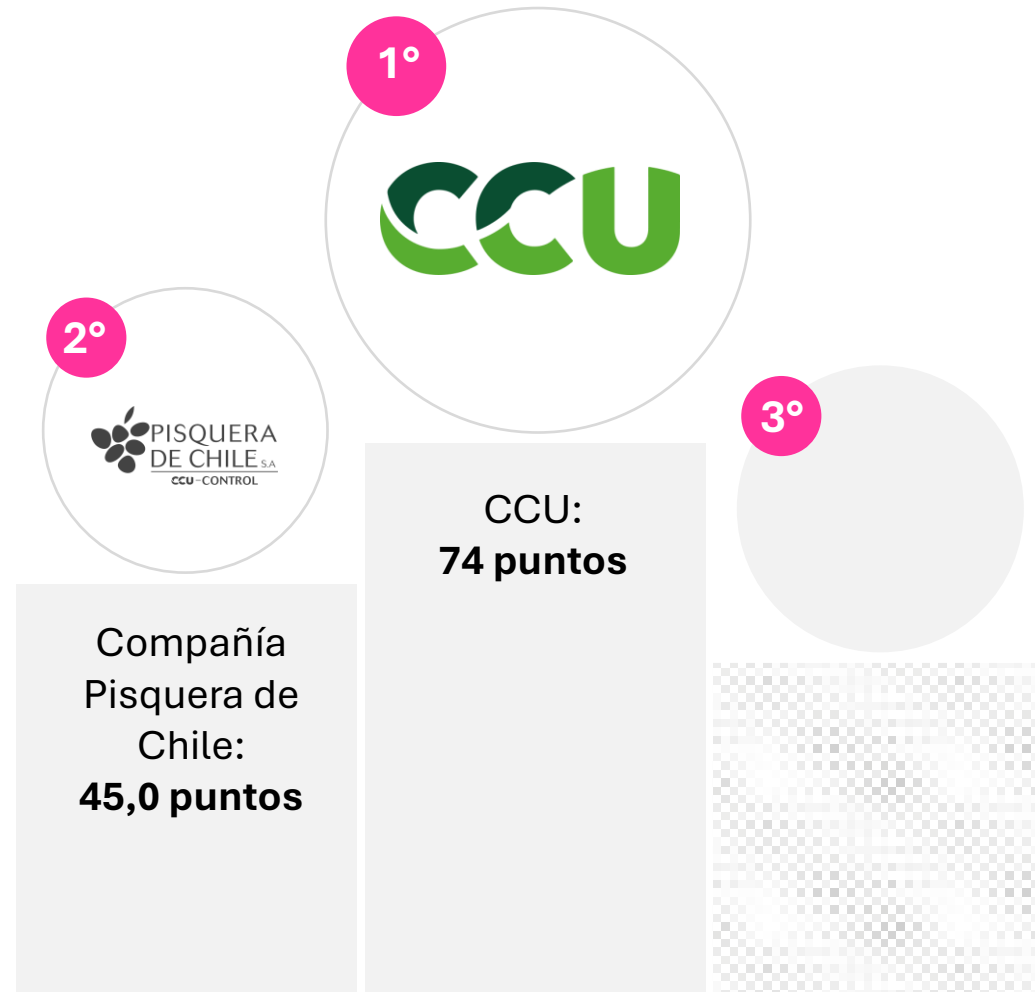 1°
CCU
CCU:
74 puntos
2°
PISQUERA
DE CHILE S.A
CCU-CONTROL
Compañía
Pisquera de
Chile:
45,0 puntos
3°